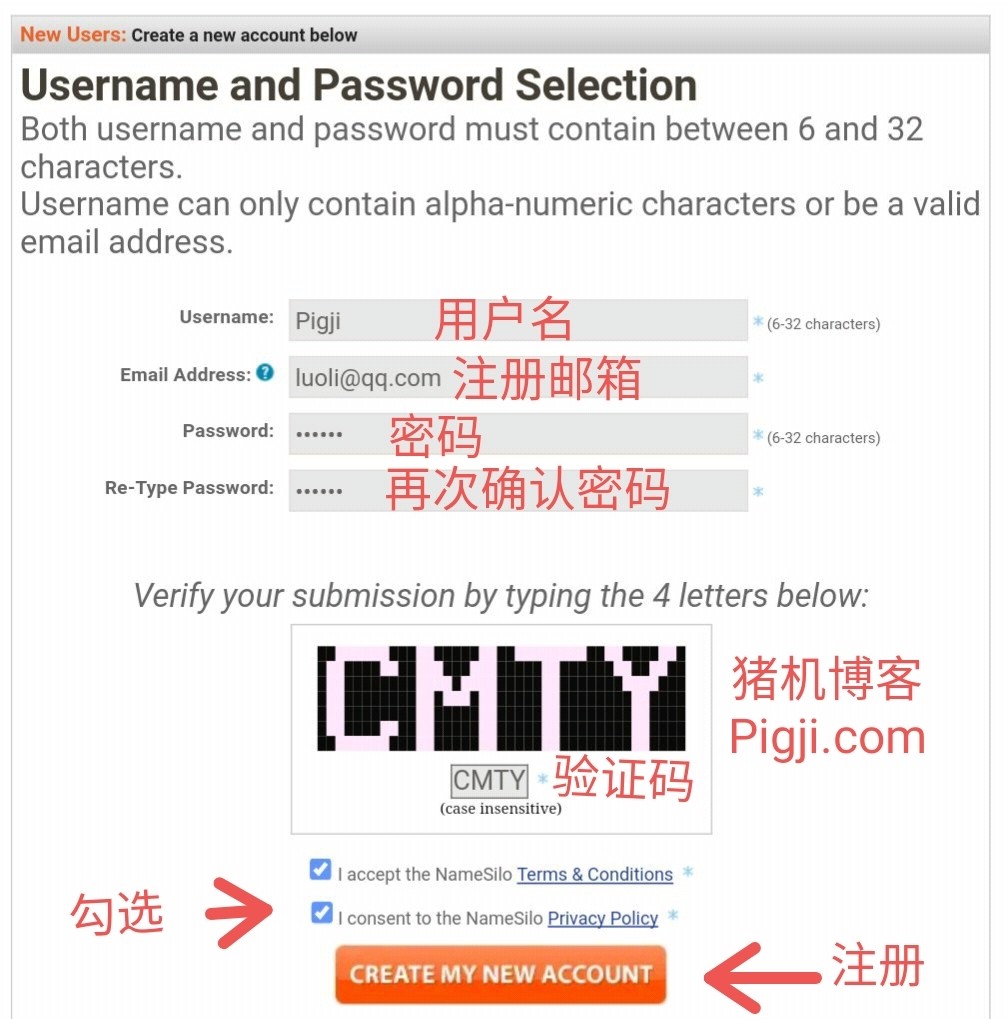 New Users: Create a new account below
Username and Password Selection
Both username and password must contain between 6 and 32
characters.
Username can only contain alpha-numeric characters or be a valid
email address.
Username: Pigji 用户名 * (6-32 characters)
Email Address: ? luoli@qq.com 注册邮箱 *
Password: •••••• 密码 * (6-32 characters)
Re-Type Password: •••••• 再次确认密码 *
Verify your submission by typing the 4 letters below:
CMTY
猪机博客
Pigji.com
CMTY * 验证码
(case insensitive)
I accept the NameSilo Terms & Conditions *
勾选
I consent to the NameSilo Privacy Policy *
CREATE MY NEW ACCOUNT
注册